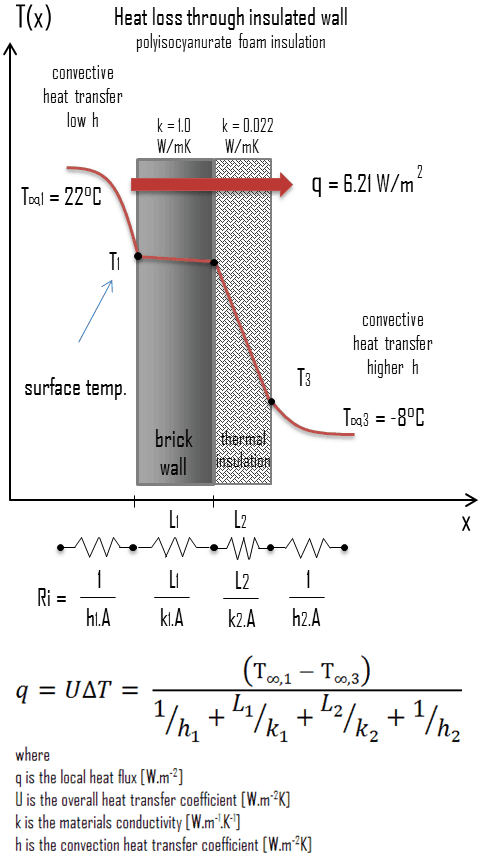 T(x)
Heat loss through insulated wall
polyisocyanurate foam insulation
convective
heat transfer
low h
k = 1.0
W/mK
k = 0.022
W/mK
q = 6.21 W/m²
T∞,1 = 22°C
T1
surface temp.
convective
heat transfer
higher h
T3
T∞,3 = -8°C
brick
wall
thermal
insulation
x
L1
L2
Ri =
1
h1.A
L1
k1.A
L2
k2.A
1
h2.A
q = UΔT = (T∞,1 − T∞,3)
1/h1 + L1/k1 + L2/k2 + 1/h2
where
q is the local heat flux [W.m-2]
U is the overall heat transfer coefficient [W.m-2K]
k is the materials conductivity [W.m-1.K-1]
h is the convection heat transfer coefficient [W.m-2K]